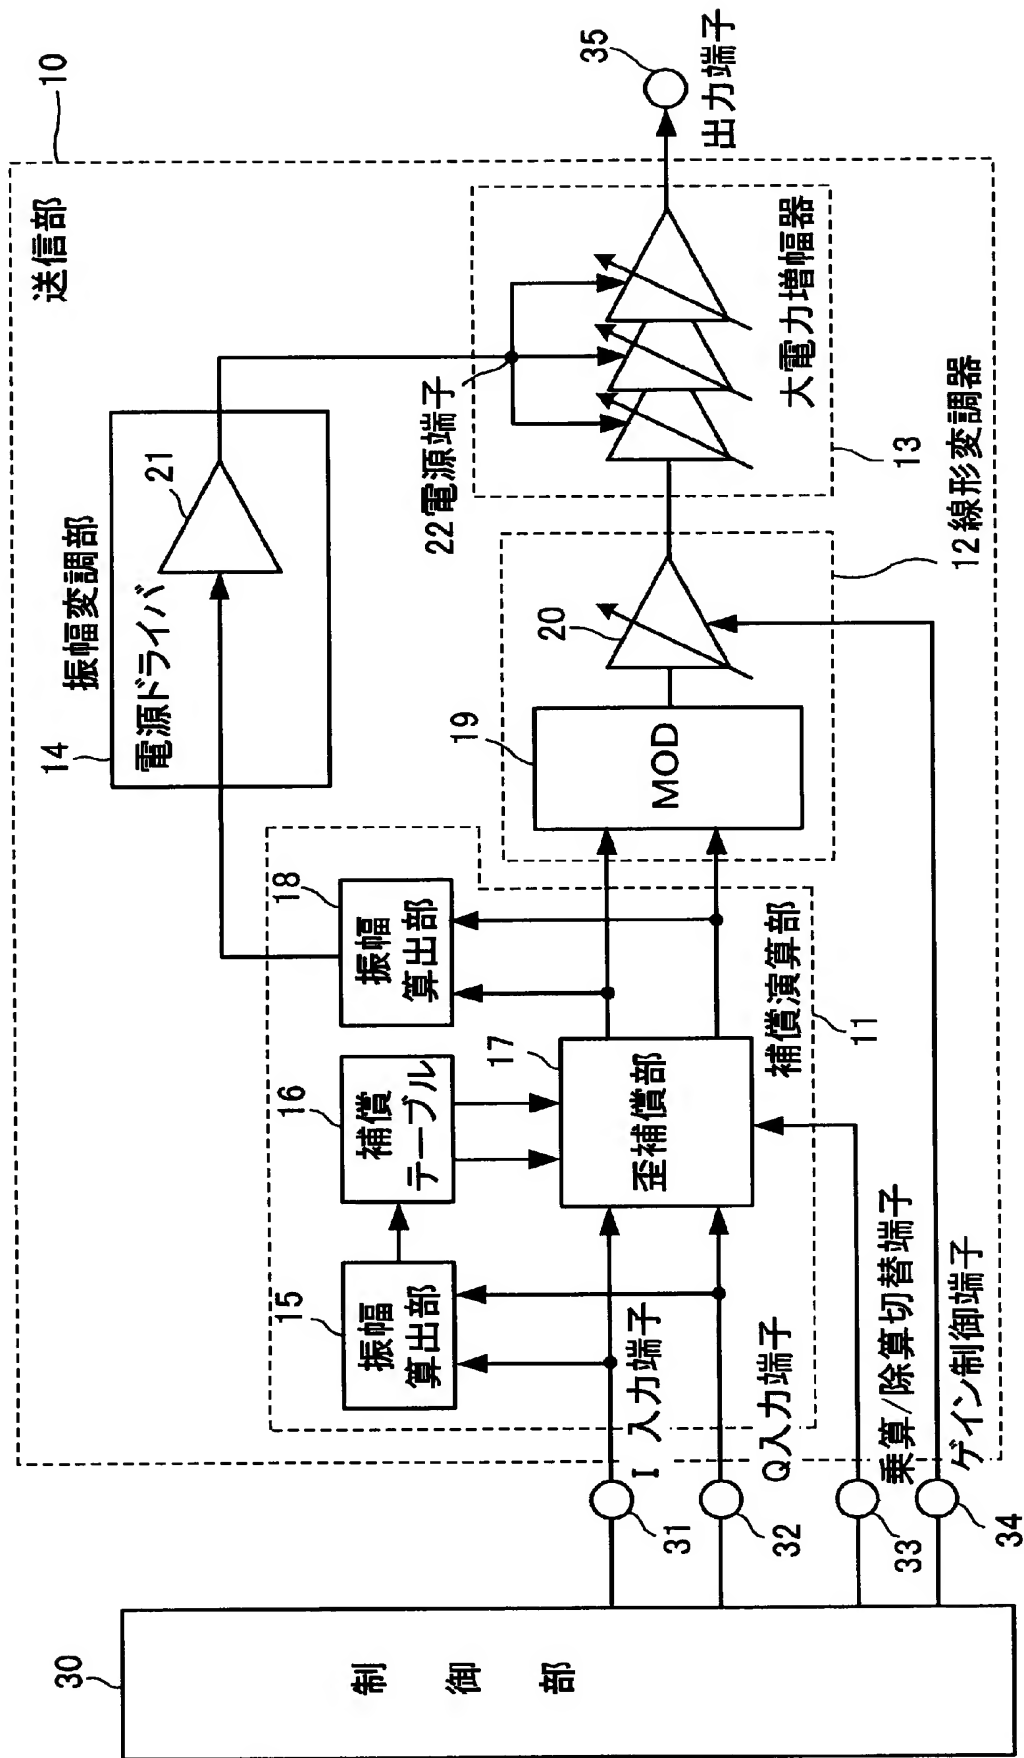 10
送信部
振幅変調部
14
電源ドライバ
21
22電源端子
35
出力端子
大電力増幅器
13
18
振幅
算出部
16
補償
テーブル
15
振幅
算出部
17
歪補償部
補償演算部
11
19
MOD
20
12線形変調器
30
制御部
I 入力端子
31
Q入力端子
32
乗算/除算切替端子
33
ゲイン制御端子
34